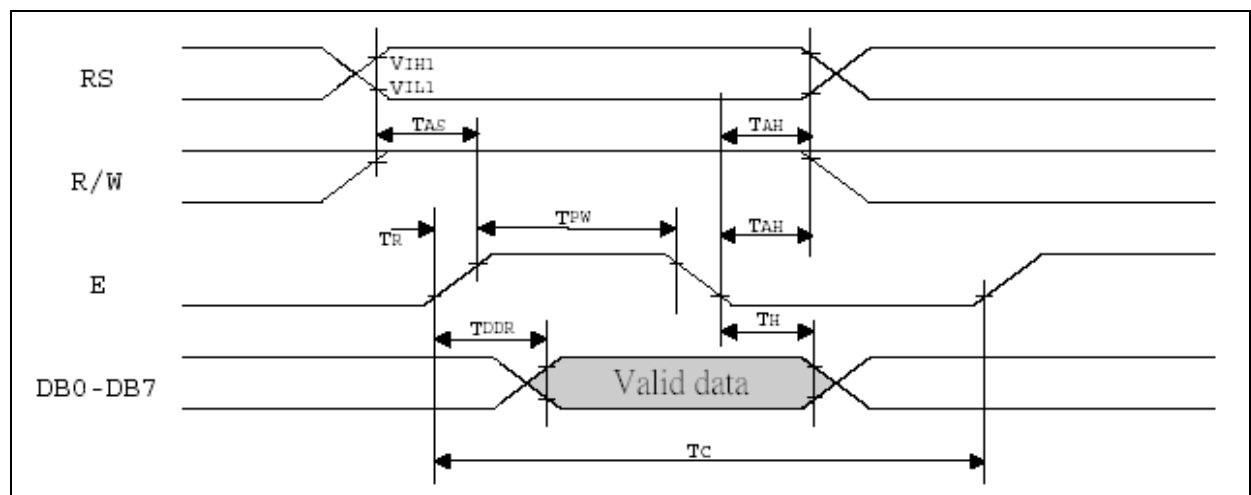 RS
VIH1
VIL1
TAS
TAH
R/W
TPW
TAH
TR
E
TDDR
TH
DB0-DB7
Valid data
TC